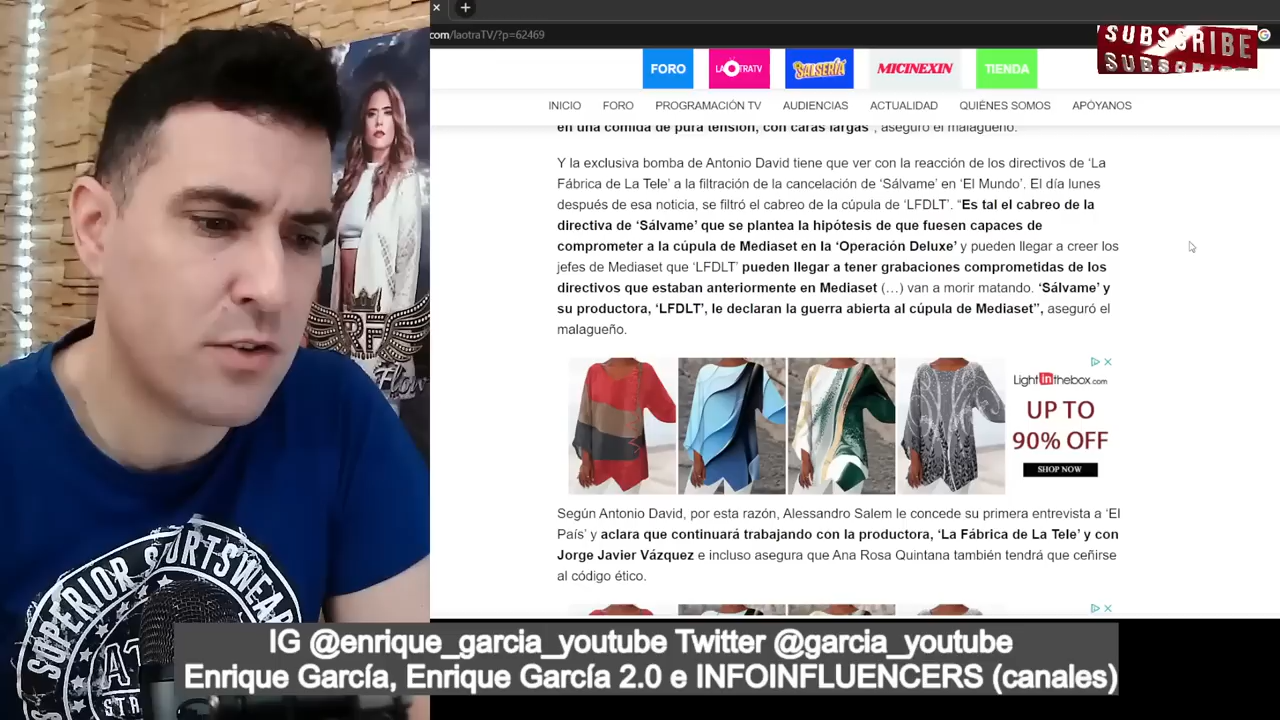 com/laotraTV/?p=62469
SUBSCRIBE
SUBSCRIBE
FORO
LAOTRATV
SALSERÍA
MICINEXIN
TIENDA
INICIO FORO PROGRAMACIÓN TV AUDIENCIAS ACTUALIDAD QUIÉNES SOMOS APÓYANOS
en una comida de pura tensión, con caras largas”, aseguró el malagueño.
Y la exclusiva bomba de Antonio David tiene que ver con la reacción de los directivos de ‘La
Fábrica de La Tele’ a la filtración de la cancelación de ‘Sálvame’ en ‘El Mundo’. El día lunes
después de esa noticia, se filtró el cabreo de la cúpula de ‘LFDLT’. “Es tal el cabreo de la
directiva de ‘Sálvame’ que se plantea la hipótesis de que fuesen capaces de
comprometer a la cúpula de Mediaset en la ‘Operación Deluxe’ y pueden llegar a creer los
jefes de Mediaset que ‘LFDLT’ pueden llegar a tener grabaciones comprometidas de los
directivos que estaban anteriormente en Mediaset (…) van a morir matando. ‘Sálvame’ y
su productora, ‘LFDLT’, le declaran la guerra abierta al cúpula de Mediaset”, aseguró el
malagueño.
Lightinthebox.com
UP TO
90% OFF
SHOP NOW
Según Antonio David, por esta razón, Alessandro Salem le concede su primera entrevista a ‘El
País’ y aclara que continuará trabajando con la productora, ‘La Fábrica de La Tele’ y con
Jorge Javier Vázquez e incluso asegura que Ana Rosa Quintana también tendrá que ceñirse
al código ético.
RF
Flow
SUPERIOR SPORTSWEAR
IG @enrique_garcia_youtube Twitter @garcia_youtube
Enrique García, Enrique García 2.0 e INFOINFLUENCERS (canales)